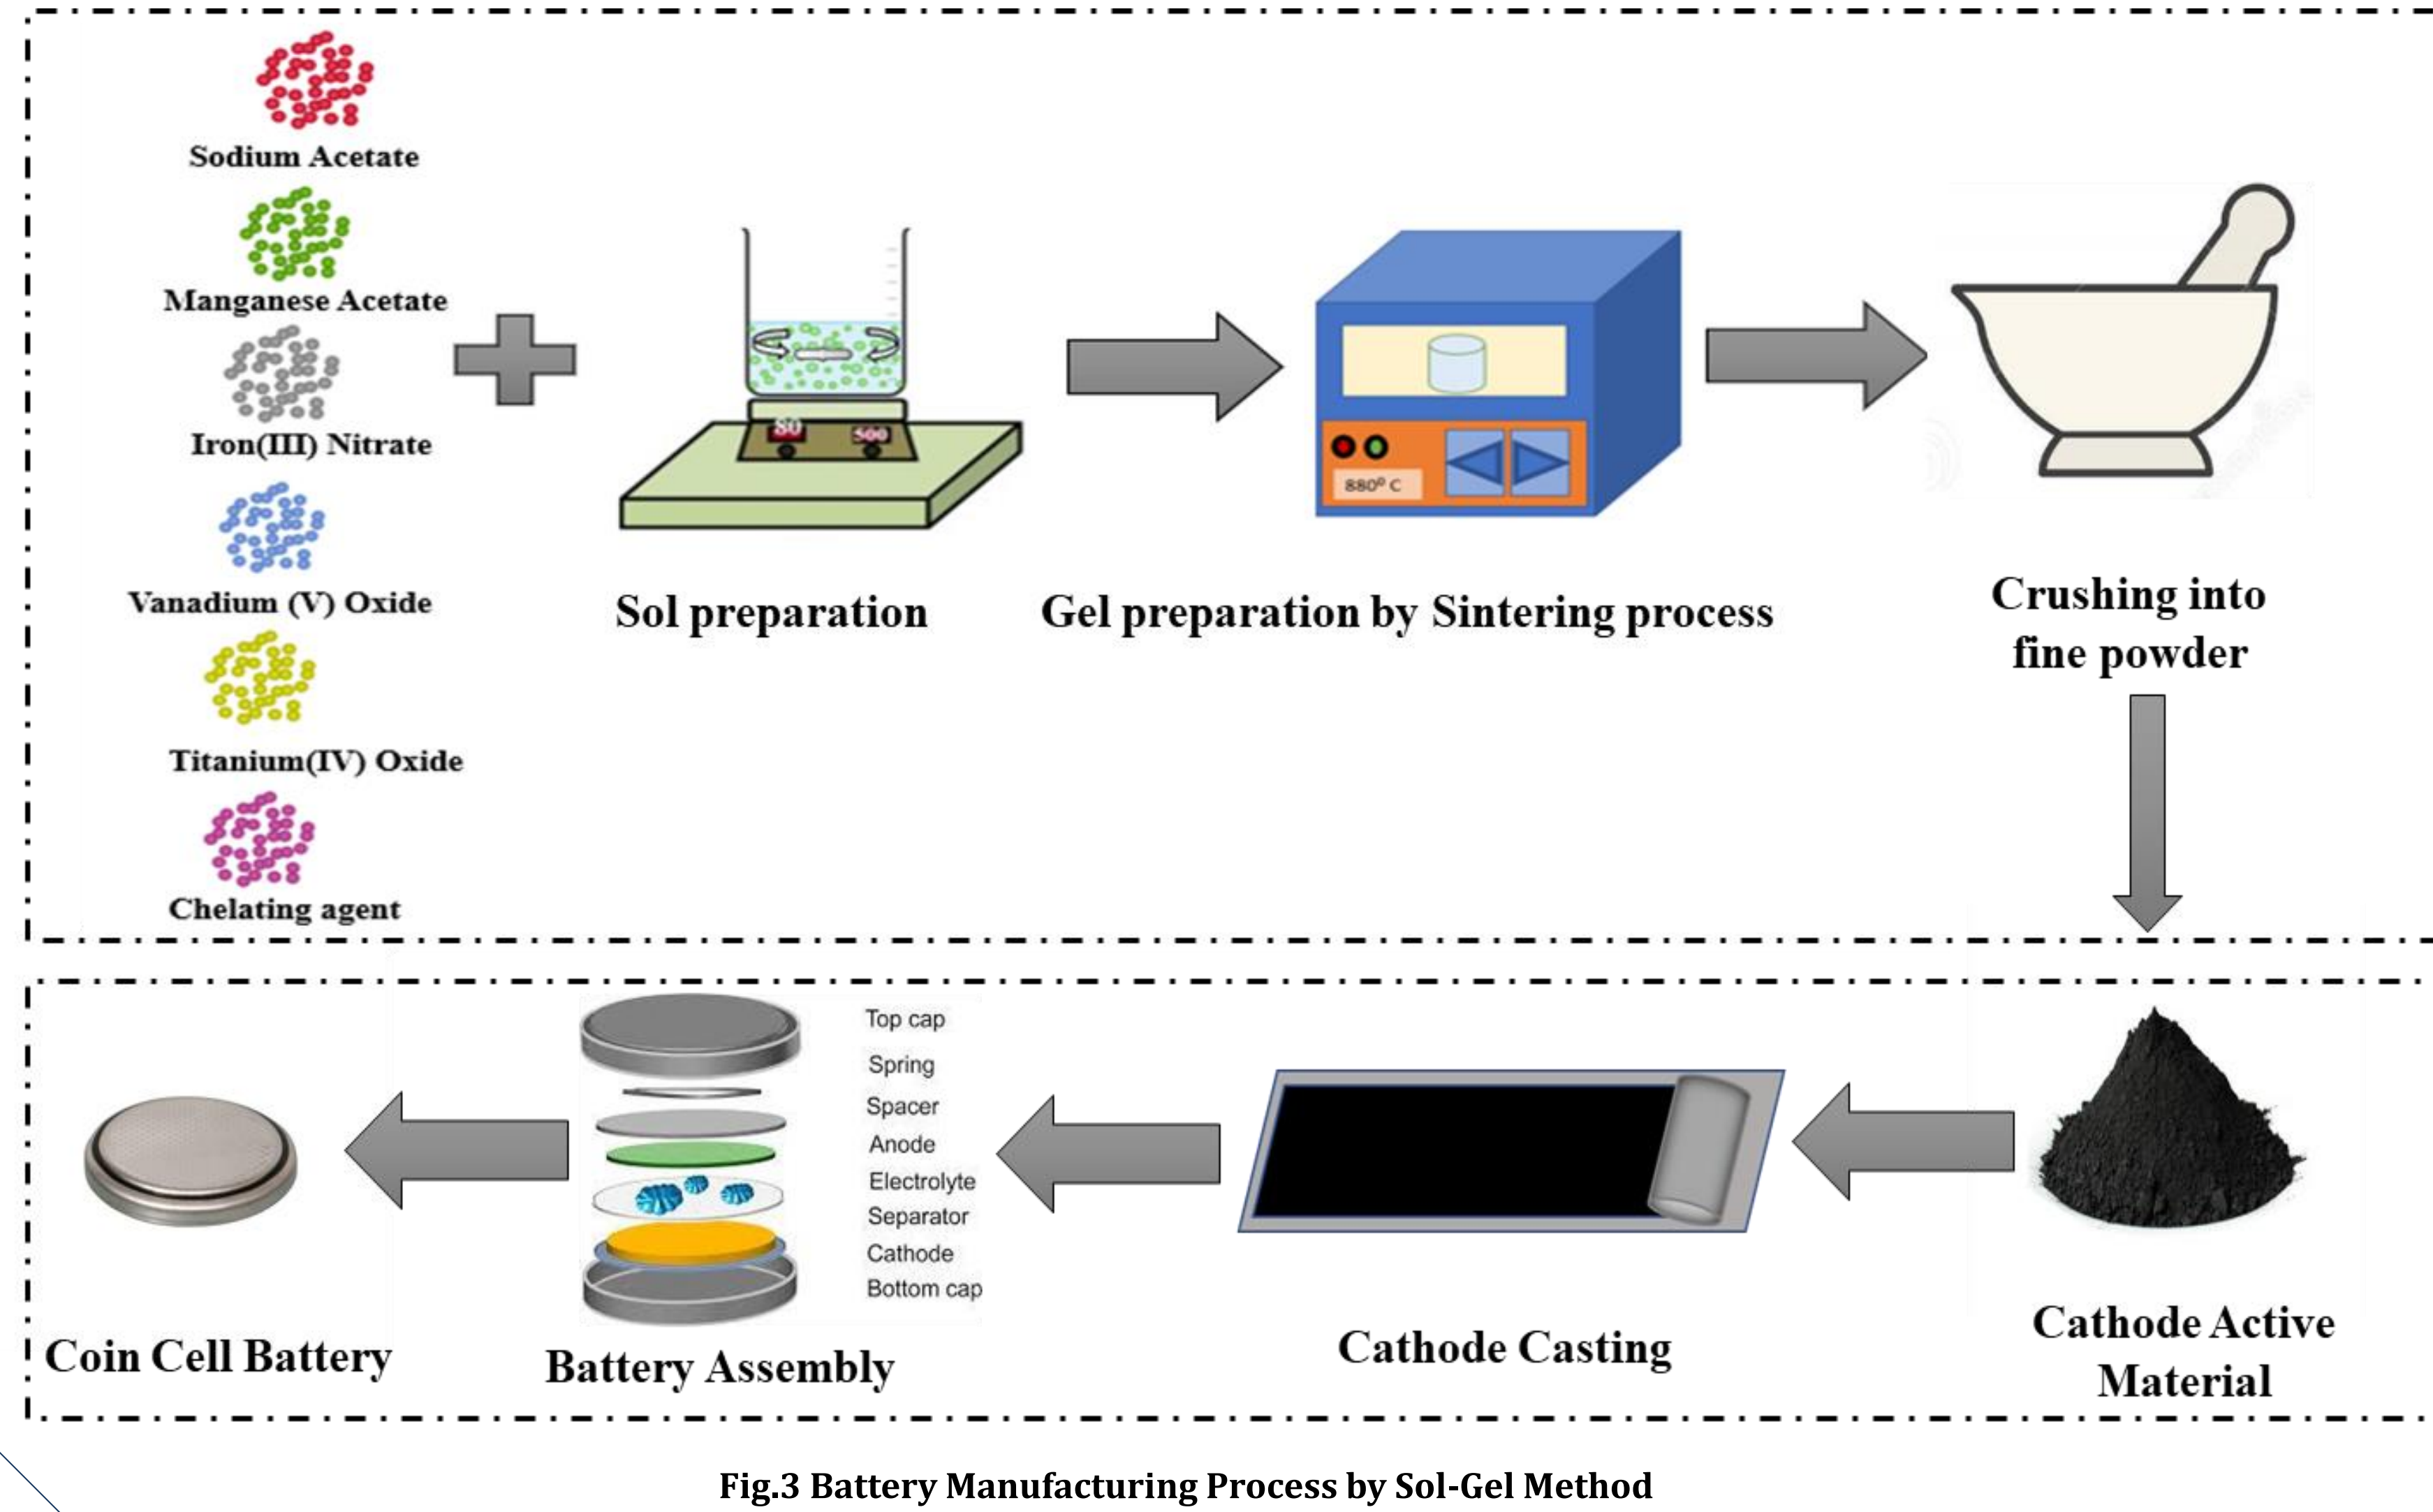 Sodium Acetate
Manganese Acetate
Iron(III) Nitrate
Vanadium (V) Oxide
Titanium(IV) Oxide
Chelating agent
80
500
Sol preparation
880⁰ C
Gel preparation by Sintering process
Crushing into
fine powder
Cathode Active
Material
Cathode Casting
Top cap
Spring
Spacer
Anode
Electrolyte
Separator
Cathode
Bottom cap
Battery Assembly
Coin Cell Battery
Fig.3 Battery Manufacturing Process by Sol-Gel Method